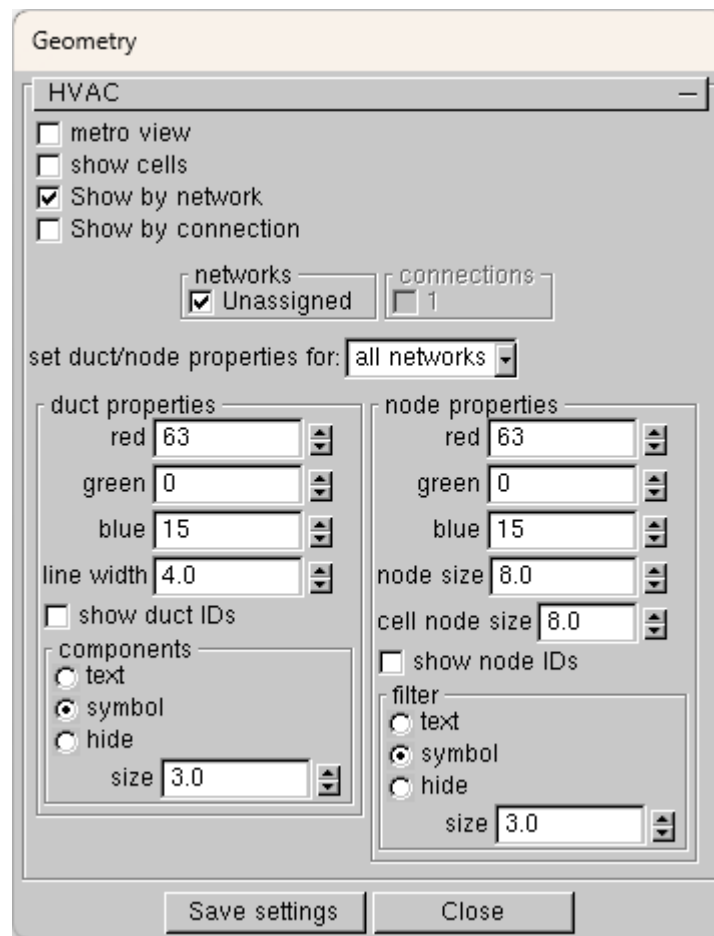 Geometry
HVAC
metro view
show cells
Show by network
Show by connection
networks
Unassigned
connections
1
set duct/node properties for: all networks
duct properties
red 63
green 0
blue 15
line width 4.0
show duct IDs
components
text
symbol
hide
size 3.0
node properties
red 63
green 0
blue 15
node size 8.0
cell node size 8.0
show node IDs
filter
text
symbol
hide
size 3.0
Save settings
Close